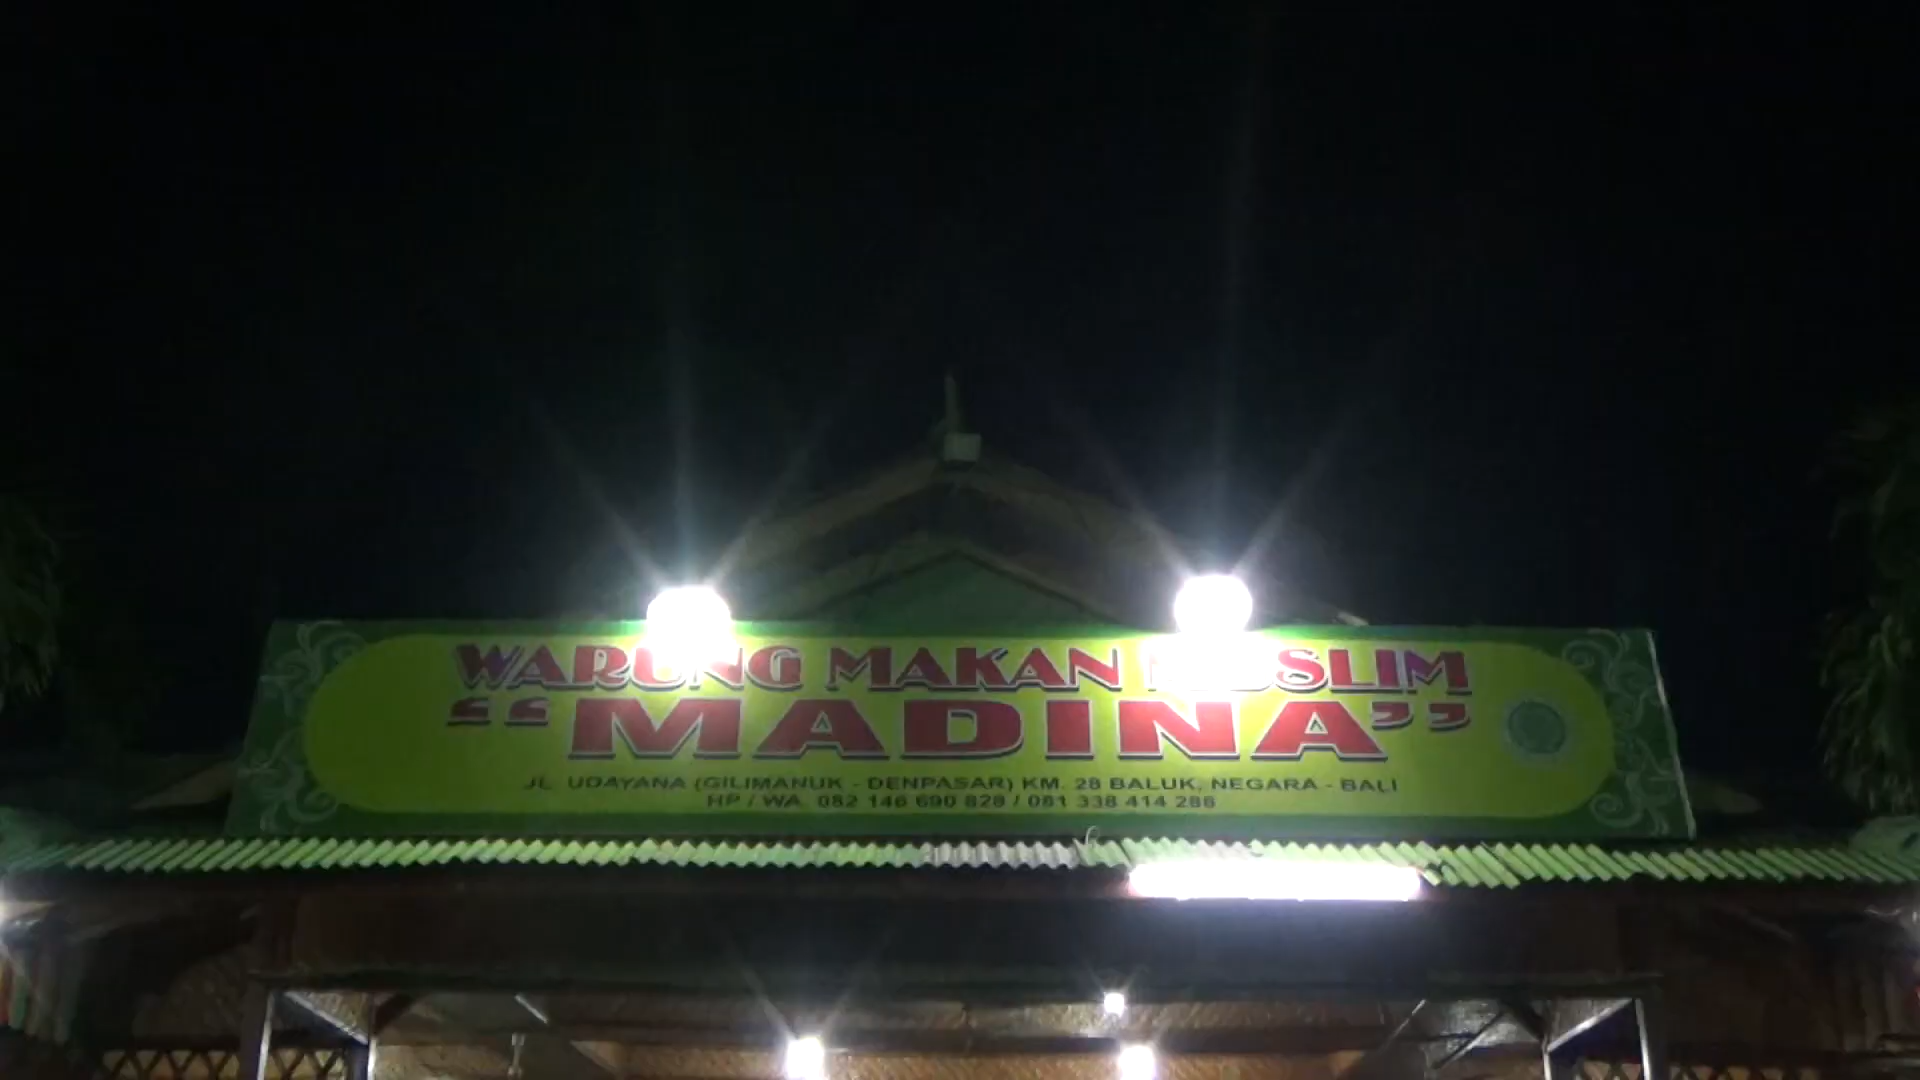 WARUNG MAKAN MUSLIM
“MADINA”
JL. UDAYANA (GILIMANUK - DENPASAR) KM. 28 BALUK, NEGARA - BALI
HP / WA. 082 146 690 828 / 081 338 414 286